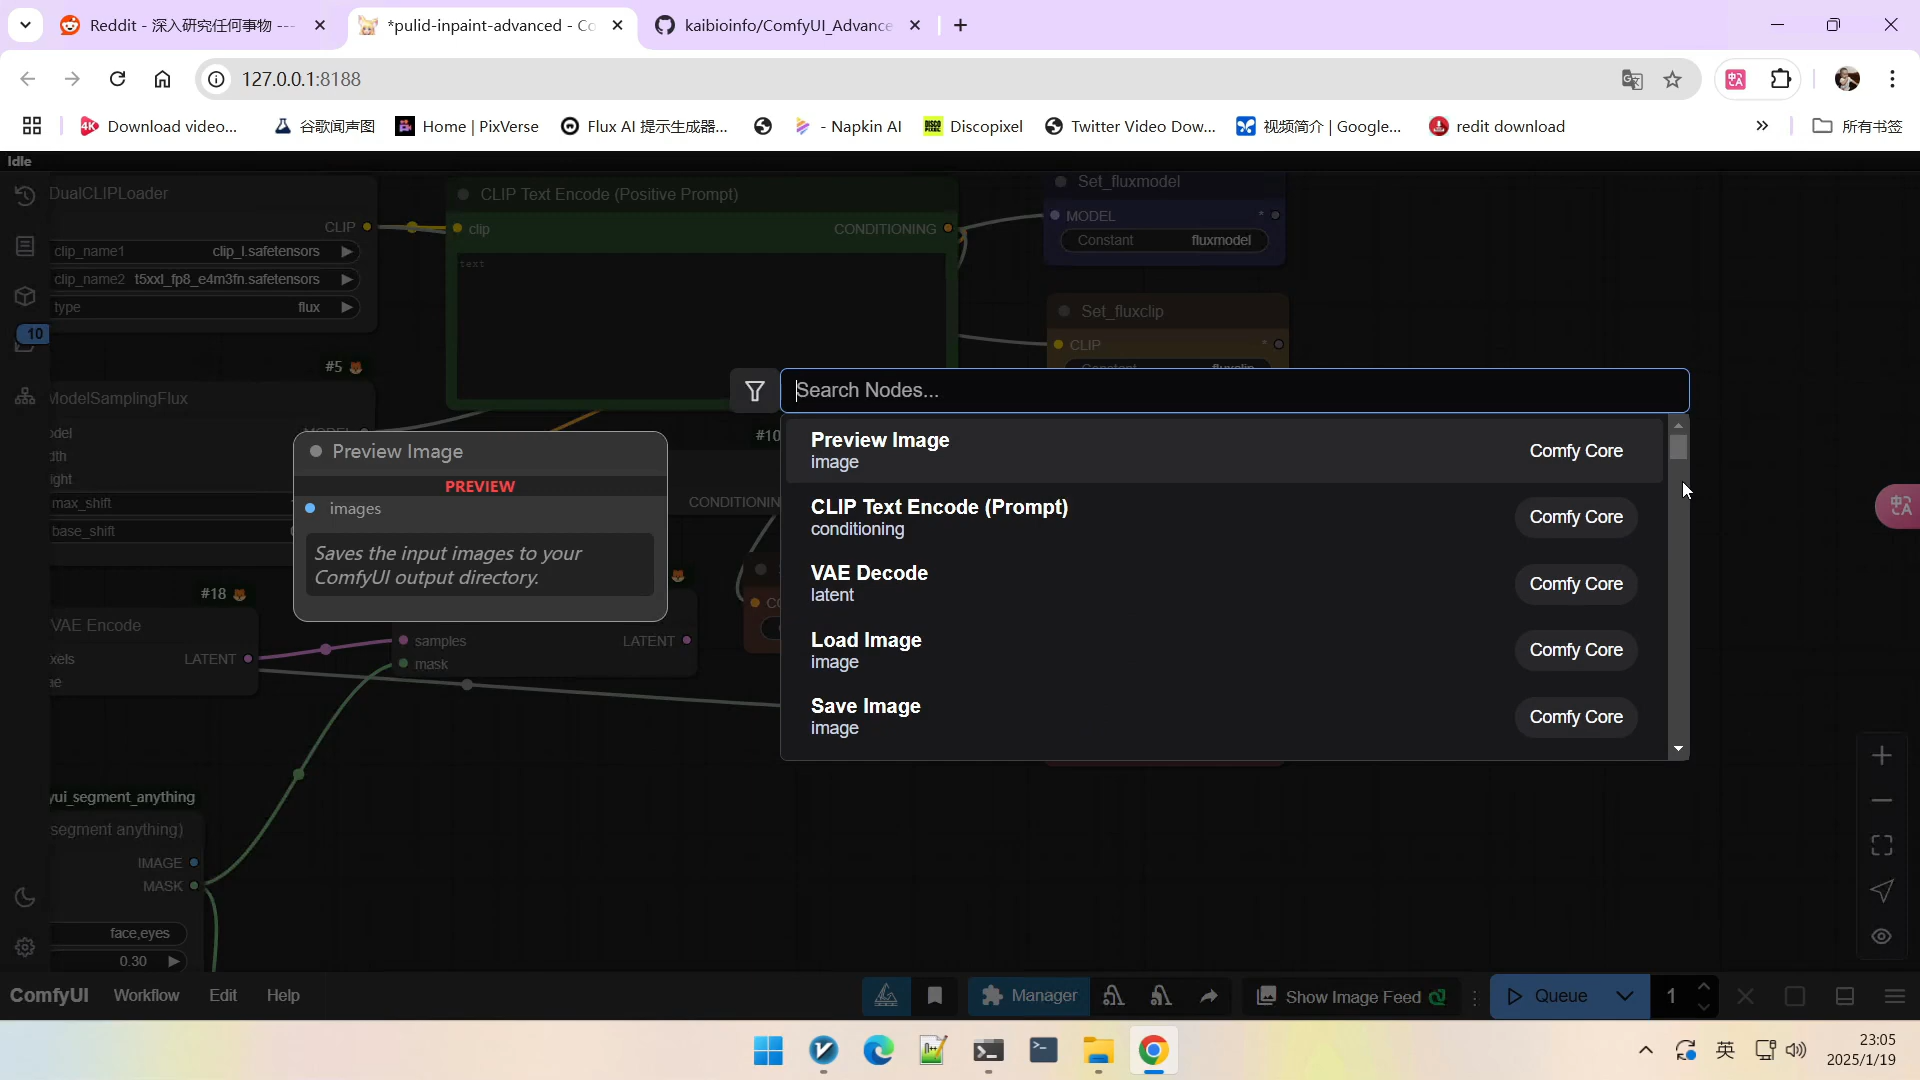 Reddit - 深入研究任何事物 ---
*pulid-inpaint-advanced - Co
kaibioinfo/ComfyUI_Advance
127.0.0.1:8188
Download video...
谷歌闻声图
Home | PixVerse
Flux AI 提示生成器...
- Napkin AI
Discopixel
Twitter Video Dow...
视频简介 | Google...
redit download
所有书签
Idle
DualCLIPLoader
CLIP
clip_name1 clip_l.safetensors
clip_name2 t5xxl_fp8_e4m3fn.safetensors
type flux
CLIP Text Encode (Positive Prompt)
clip CONDITIONING
text
Set_fluxmodel
MODEL *
Constant fluxmodel
Set_fluxclip
CLIP *
10
#5
ModelSamplingFlux
max_shift
base_shift
#10
CONDITIONIN
Preview Image
PREVIEW
images
Saves the input images to your
ComfyUI output directory.
Search Nodes...
Preview Image
image
Comfy Core
CLIP Text Encode (Prompt)
conditioning
Comfy Core
VAE Decode
latent
Comfy Core
Load Image
image
Comfy Core
Save Image
image
Comfy Core
#18
VAE Encode
xels LATENT
ae
samples LATENT
mask
yui_segment_anything
segment anything)
IMAGE
MASK
face,eyes
0.30
ComfyUI Workflow Edit Help
Manager
Show Image Feed
Queue
1
英
23:05
2025/1/19